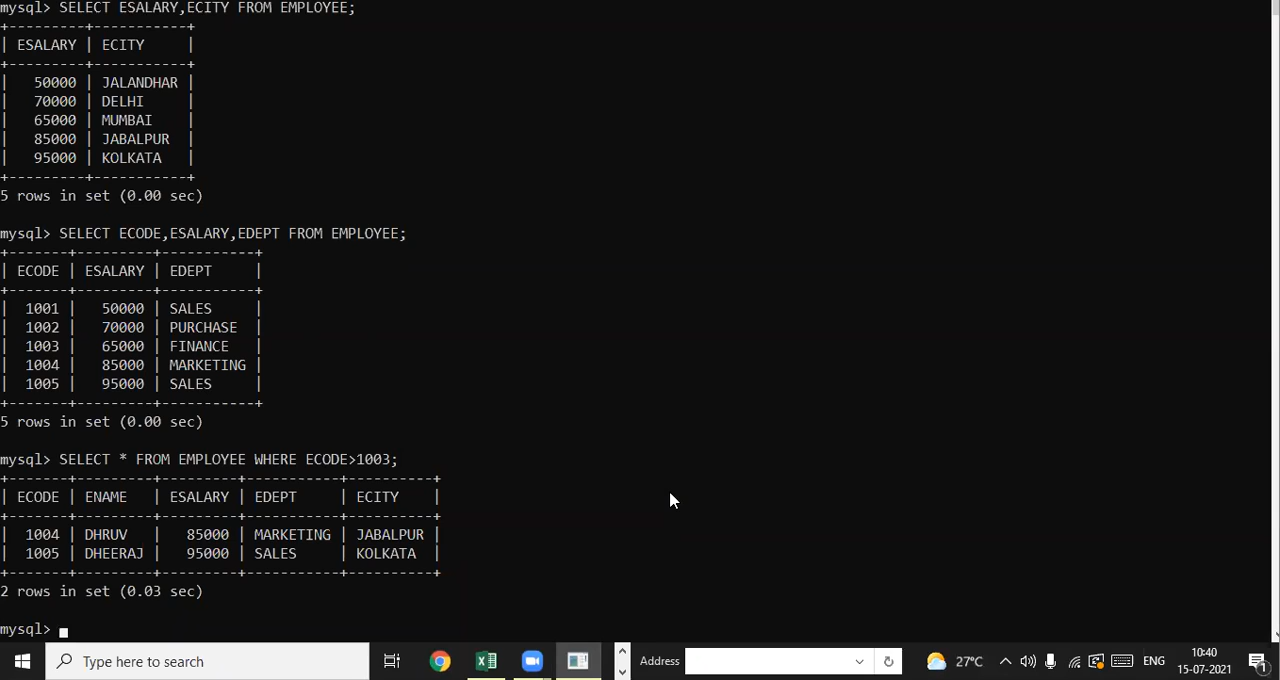 mysql> SELECT ESALARY,ECITY FROM EMPLOYEE;
+---------+-----------+
| ESALARY | ECITY     |
+---------+-----------+
|   50000 | JALANDHAR |
|   70000 | DELHI     |
|   65000 | MUMBAI    |
|   85000 | JABALPUR  |
|   95000 | KOLKATA   |
+---------+-----------+
5 rows in set (0.00 sec)
mysql> SELECT ECODE,ESALARY,EDEPT FROM EMPLOYEE;
+-------+---------+-----------+
| ECODE | ESALARY | EDEPT     |
+-------+---------+-----------+
|  1001 |   50000 | SALES     |
|  1002 |   70000 | PURCHASE  |
|  1003 |   65000 | FINANCE   |
|  1004 |   85000 | MARKETING |
|  1005 |   95000 | SALES     |
+-------+---------+-----------+
5 rows in set (0.00 sec)
mysql> SELECT * FROM EMPLOYEE WHERE ECODE>1003;
+-------+---------+---------+-----------+----------+
| ECODE | ENAME   | ESALARY | EDEPT     | ECITY    |
+-------+---------+---------+-----------+----------+
|  1004 | DHRUV   |   85000 | MARKETING | JABALPUR |
|  1005 | DHEERAJ |   95000 | SALES     | KOLKATA  |
+-------+---------+---------+-----------+----------+
2 rows in set (0.03 sec)
mysql>
Type here to search
Address
27°C
ENG
10:40
15-07-2021
1